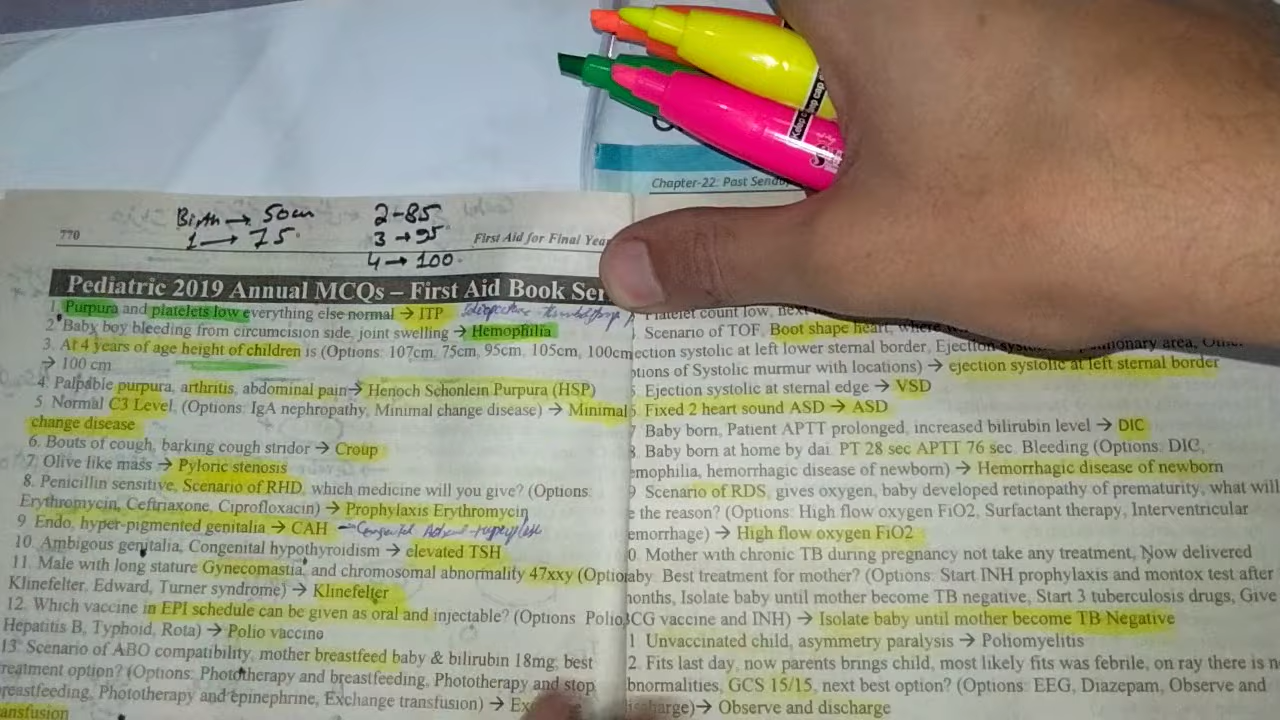 Birth → 50cm 2-85
1 → 75 3 → 95
4 → 100
770
First Aid for Final Year
Pediatric 2019 Annual MCQs – First Aid Book Ser
1. Purpura and platelets low everything else normal → ITP
2 Baby boy bleeding from circumcision side, joint swelling → Hemophilia
3. At 4 years of age height of children is (Options: 107cm, 75cm, 95cm, 105cm, 100cm
→ 100 cm
4. Palpable purpura, arthritis, abdominal pain→ Henoch Schonlein Purpura (HSP)
5 Normal C3 Level. (Options: IgA nephropathy, Minimal change disease) → Minimal
change disease
6. Bouts of cough, barking cough stridor → Croup
7. Olive like mass → Pyloric stenosis
8. Penicillin sensitive, Scenario of RHD, which medicine will you give? (Options:
Erythromycin, Ceftriaxone, Ciprofloxacin) → Prophylaxis Erythromycin
9 Endo, hyper-pigmented genitalia → CAH → Congenital Adrenal
10. Ambigous genitalia, Congenital hypothyroidism → elevated TSH
11. Male with long stature Gynecomastia, and chromosomal abnormality 47xxy (Optio
Klinefelter, Edward, Turner syndrome) → Klinefelter
12. Which vaccine in EPI schedule can be given as oral and injectable? (Options Polio
Hepatitis B, Typhoid, Rota) → Polio vaccine
13. Scenario of ABO compatibility, mother breastfeed baby & bilirubin 18mg, best
treatment option? (Options: Phototherapy and breastfeeding, Phototherapy and stop
breastfeeding, Phototherapy and epinephrine, Exchange transfusion) →
ansfusion
Chapter-22: Past
Platelet count low, next
Scenario of TOF, Boot shape heart, where
ection systolic at left lower sternal border, Ejection
ptions of Systolic murmur with locations) → ejection systolic at left sternal border
Ejection systolic at sternal edge → VSD
Fixed 2 heart sound ASD → ASD
Baby born, Patient APTT prolonged, increased bilirubin level → DIC
Baby born at home by dai. PT 28 sec APTT 76 sec. Bleeding (Options: DIC,
emophilia, hemorrhagic disease of newborn) → Hemorrhagic disease of newborn
9 Scenario of RDS, gives oxygen, baby developed retinopathy of prematurity, what will
e the reason? (Options: High flow oxygen FiO2, Surfactant therapy, Interventricular
emorrhage) → High flow oxygen FiO2
0. Mother with chronic TB during pregnancy not take any treatment, Now delivered
aby. Best treatment for mother? (Options: Start INH prophylaxis and montox test after
onths, Isolate baby until mother become TB negative, Start 3 tuberculosis drugs, Give
BCG vaccine and INH) → Isolate baby until mother become TB Negative
1 Unvaccinated child, asymmetry paralysis → Poliomyelitis
2. Fits last day, now parents brings child, most likely fits was febrile, on ray there is n
bnormalities, GCS 15/15, next best option? (Options: EEG, Diazepam, Observe and
ischarge)→ Observe and discharge